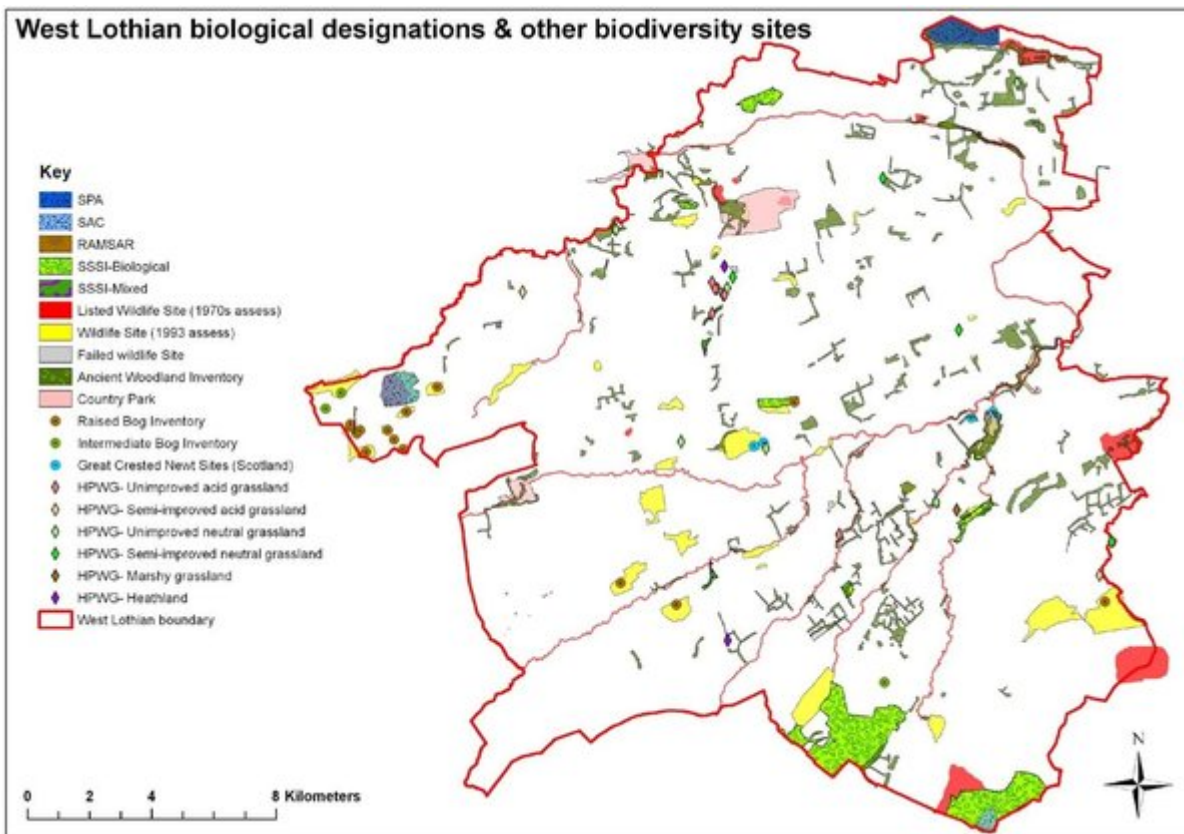 West Lothian biological designations & other biodiversity sites
Key
SPA
SAC
RAMSAR
SSSI-Biological
SSSI-Mixed
Listed Wildlife Site (1970s assess)
Wildlife Site (1993 assess)
Failed wildlife Site
Ancient Woodland Inventory
Country Park
Raised Bog Inventory
Intermediate Bog Inventory
Great Crested Newt Sites (Scotland)
HPWG- Unimproved acid grassland
HPWG- Semi-improved acid grassland
HPWG- Unimproved neutral grassland
HPWG- Semi-improved neutral grassland
HPWG- Marshy grassland
HPWG- Heathland
West Lothian boundary
N
0 2 4 8 Kilometers